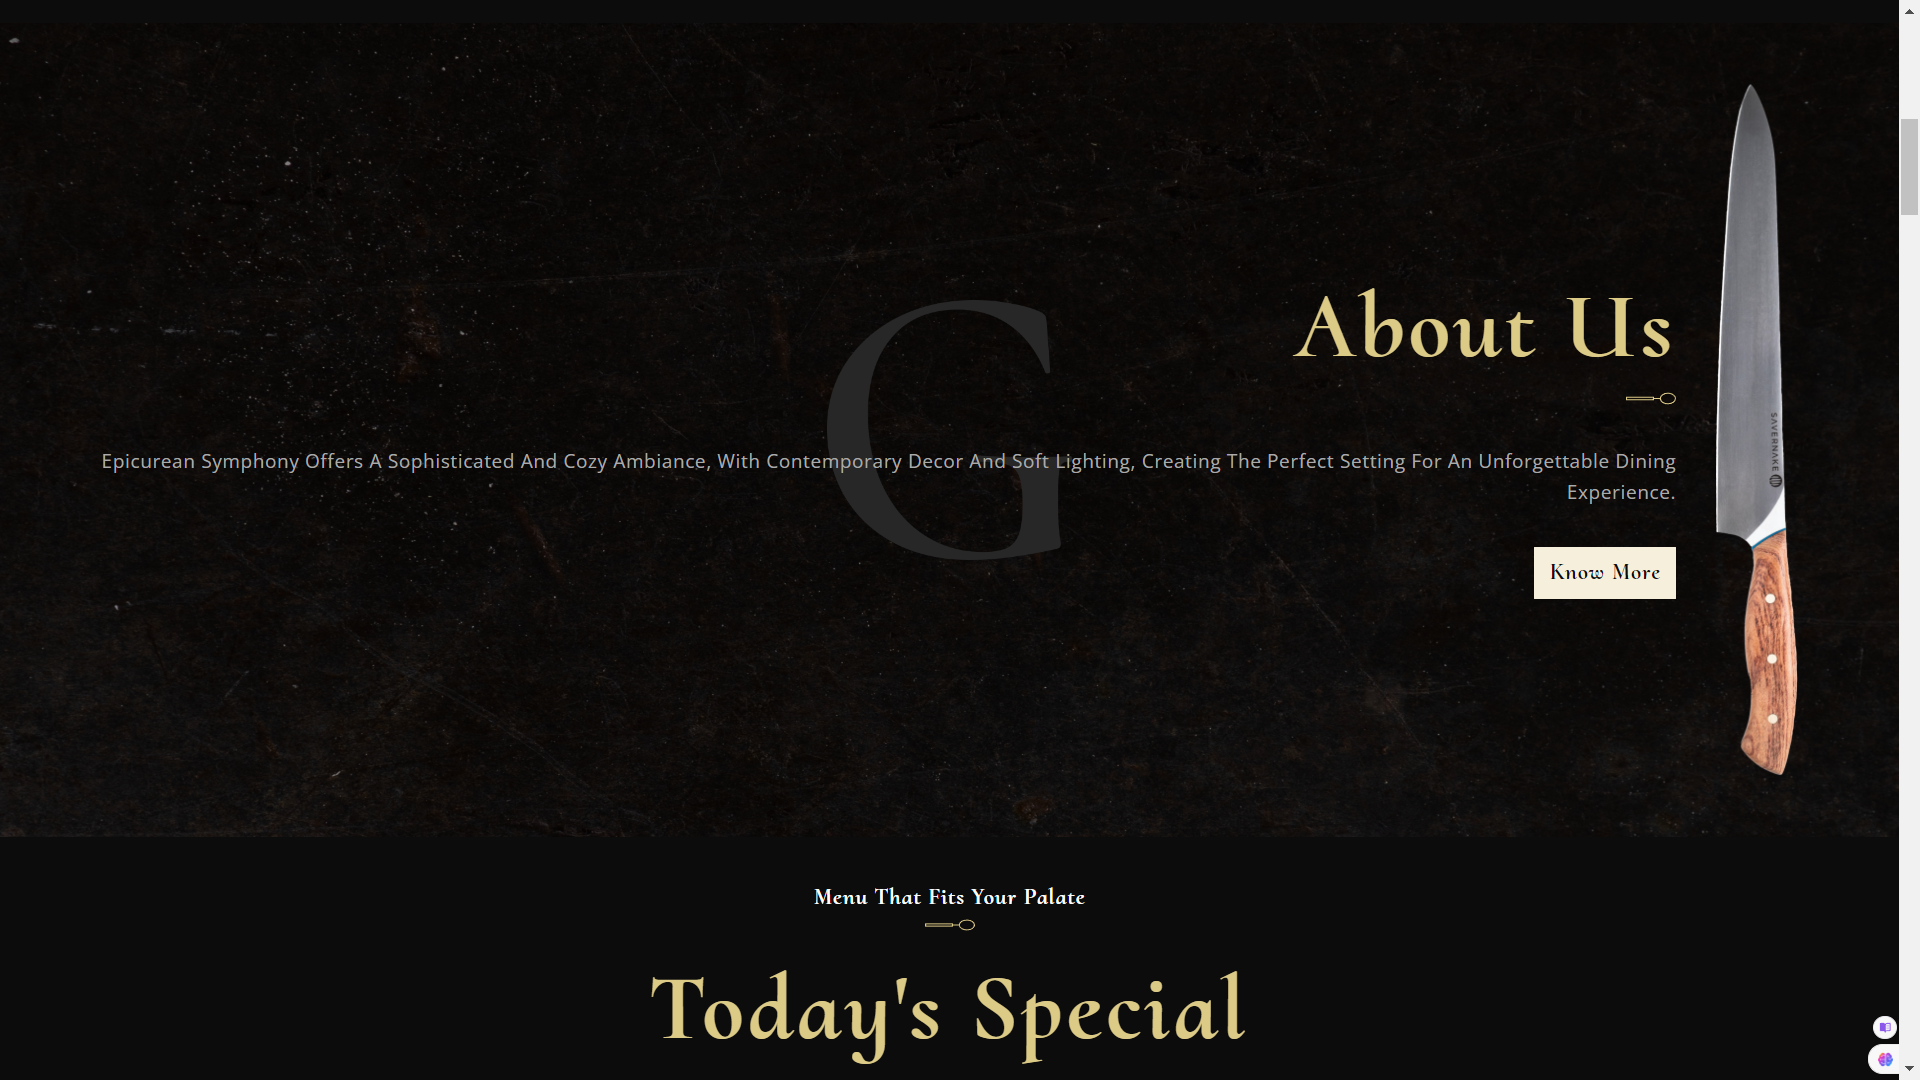 G
About Us
Epicurean Symphony Offers A Sophisticated And Cozy Ambiance, With Contemporary Decor And Soft Lighting, Creating The Perfect Setting For An Unforgettable Dining
Experience.
SAVERNAKE
Know More
Menu That Fits Your Palate
Today's Special